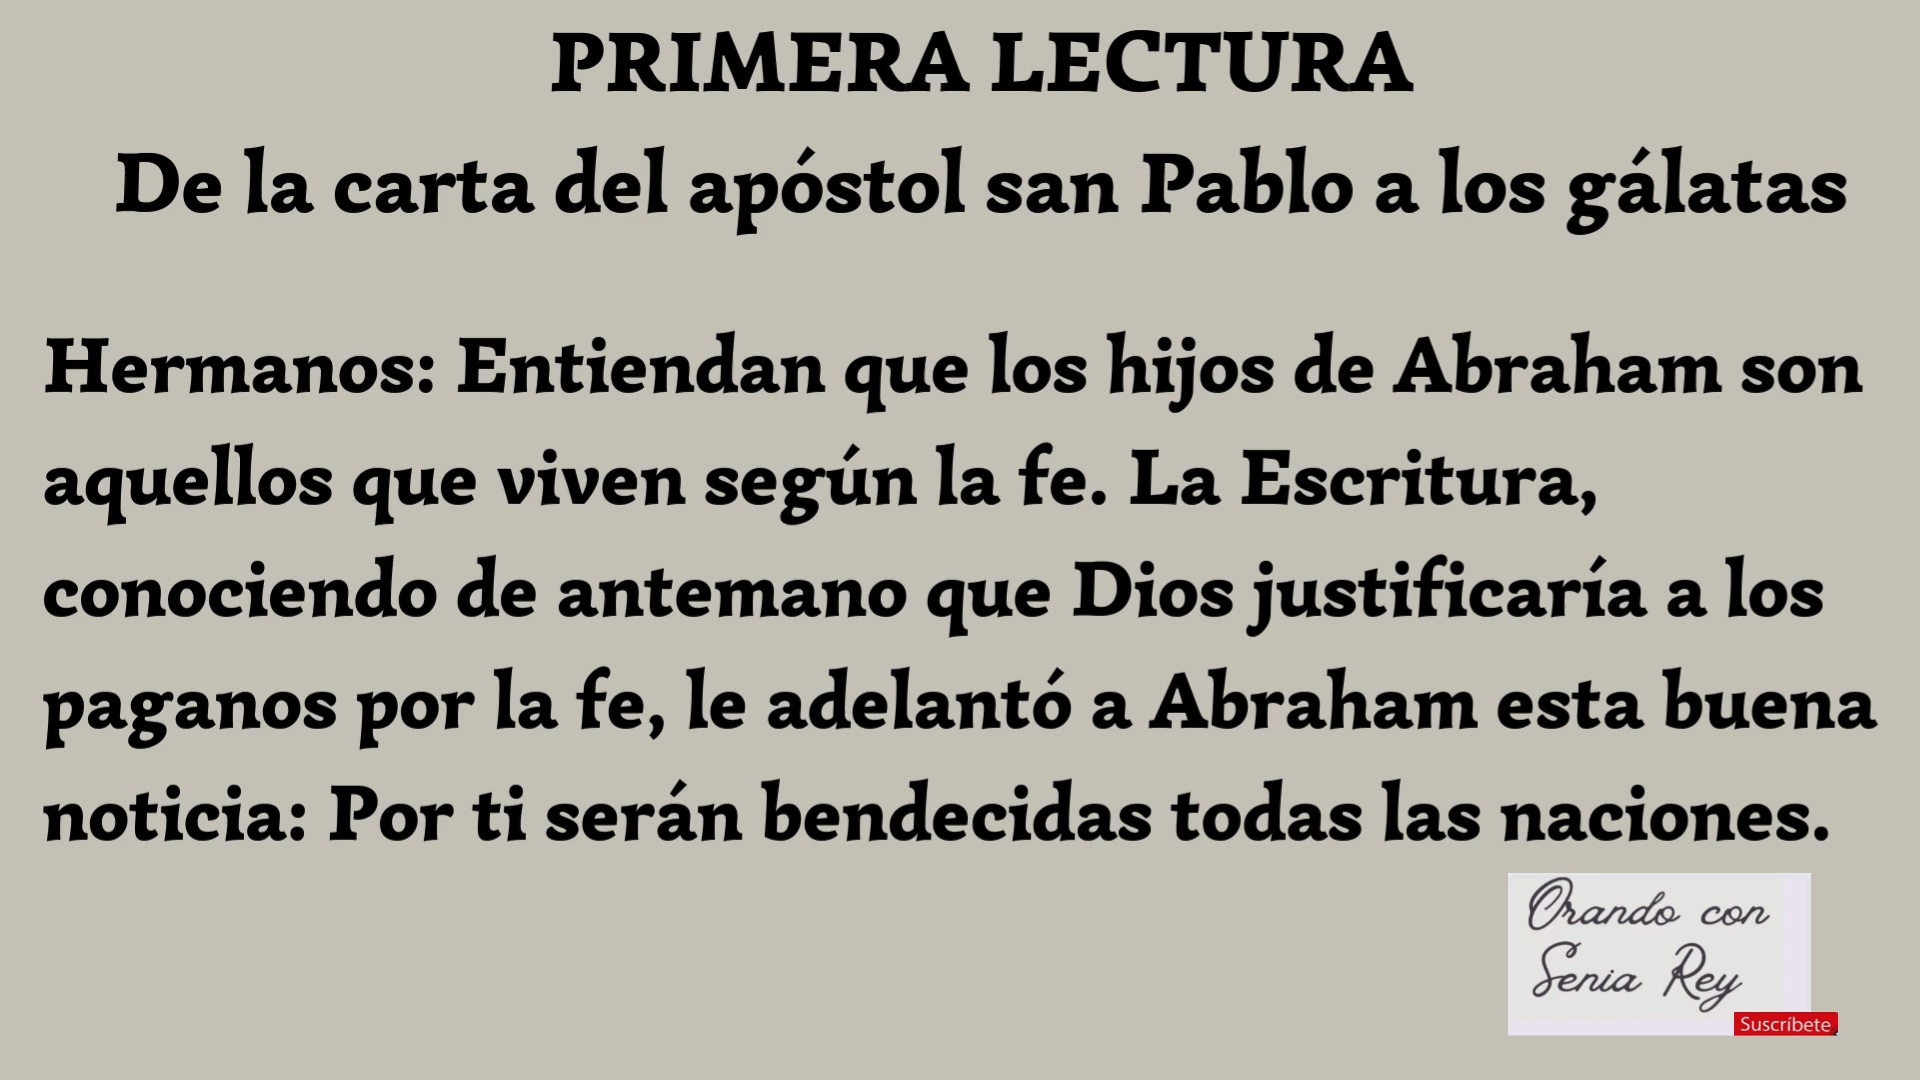 PRIMERA LECTURA
De la carta del apóstol san Pablo a los gálatas
Hermanos: Entiendan que los hijos de Abraham son
aquellos que viven según la fe. La Escritura,
conociendo de antemano que Dios justificaría a los
paganos por la fe, le adelantó a Abraham esta buena
noticia: Por ti serán bendecidas todas las naciones.
Orando con
Senia Rey
Suscríbete